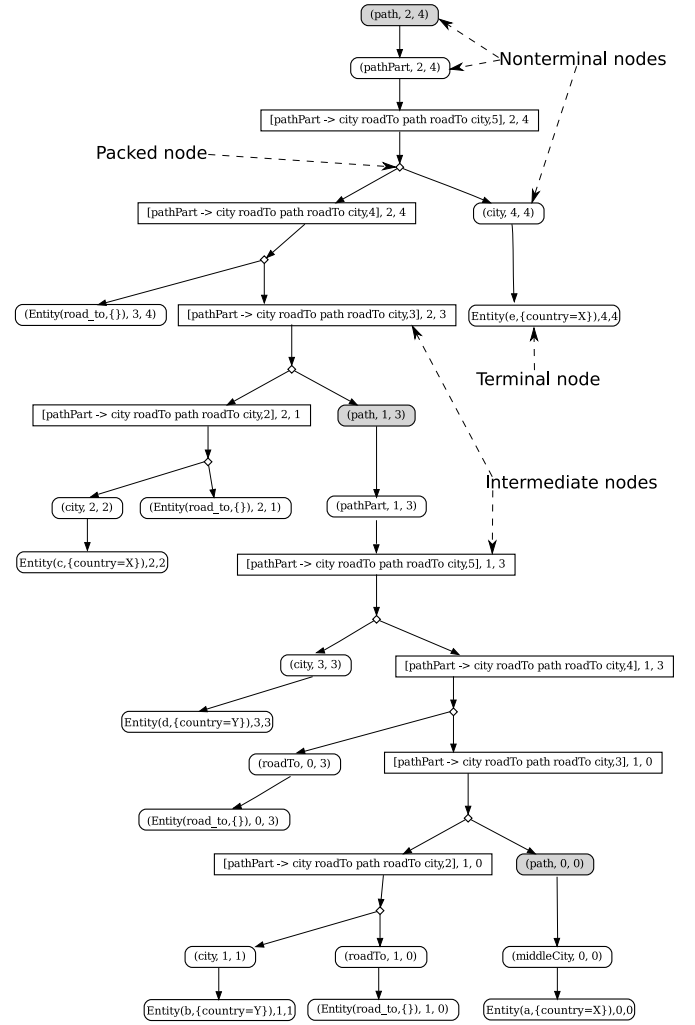 (path, 2, 4)
Nonterminal nodes
(pathPart, 2, 4)
[pathPart -> city roadTo path roadTo city,5], 2, 4
Packed node
[pathPart -> city roadTo path roadTo city,4], 2, 4
(city, 4, 4)
(Entity(road_to,{}), 3, 4)
[pathPart -> city roadTo path roadTo city,3], 2, 3
Entity(e,{country=X}),4,4
Terminal node
[pathPart -> city roadTo path roadTo city,2], 2, 1
(path, 1, 3)
Intermediate nodes
(city, 2, 2)
(Entity(road_to,{}), 2, 1)
(pathPart, 1, 3)
Entity(c,{country=X}),2,2
[pathPart -> city roadTo path roadTo city,5], 1, 3
(city, 3, 3)
[pathPart -> city roadTo path roadTo city,4], 1, 3
Entity(d,{country=Y}),3,3
(roadTo, 0, 3)
[pathPart -> city roadTo path roadTo city,3], 1, 0
(Entity(road_to,{}), 0, 3)
[pathPart -> city roadTo path roadTo city,2], 1, 0
(path, 0, 0)
(city, 1, 1)
(roadTo, 1, 0)
(middleCity, 0, 0)
Entity(b,{country=Y}),1,1
(Entity(road_to,{}), 1, 0)
Entity(a,{country=X}),0,0